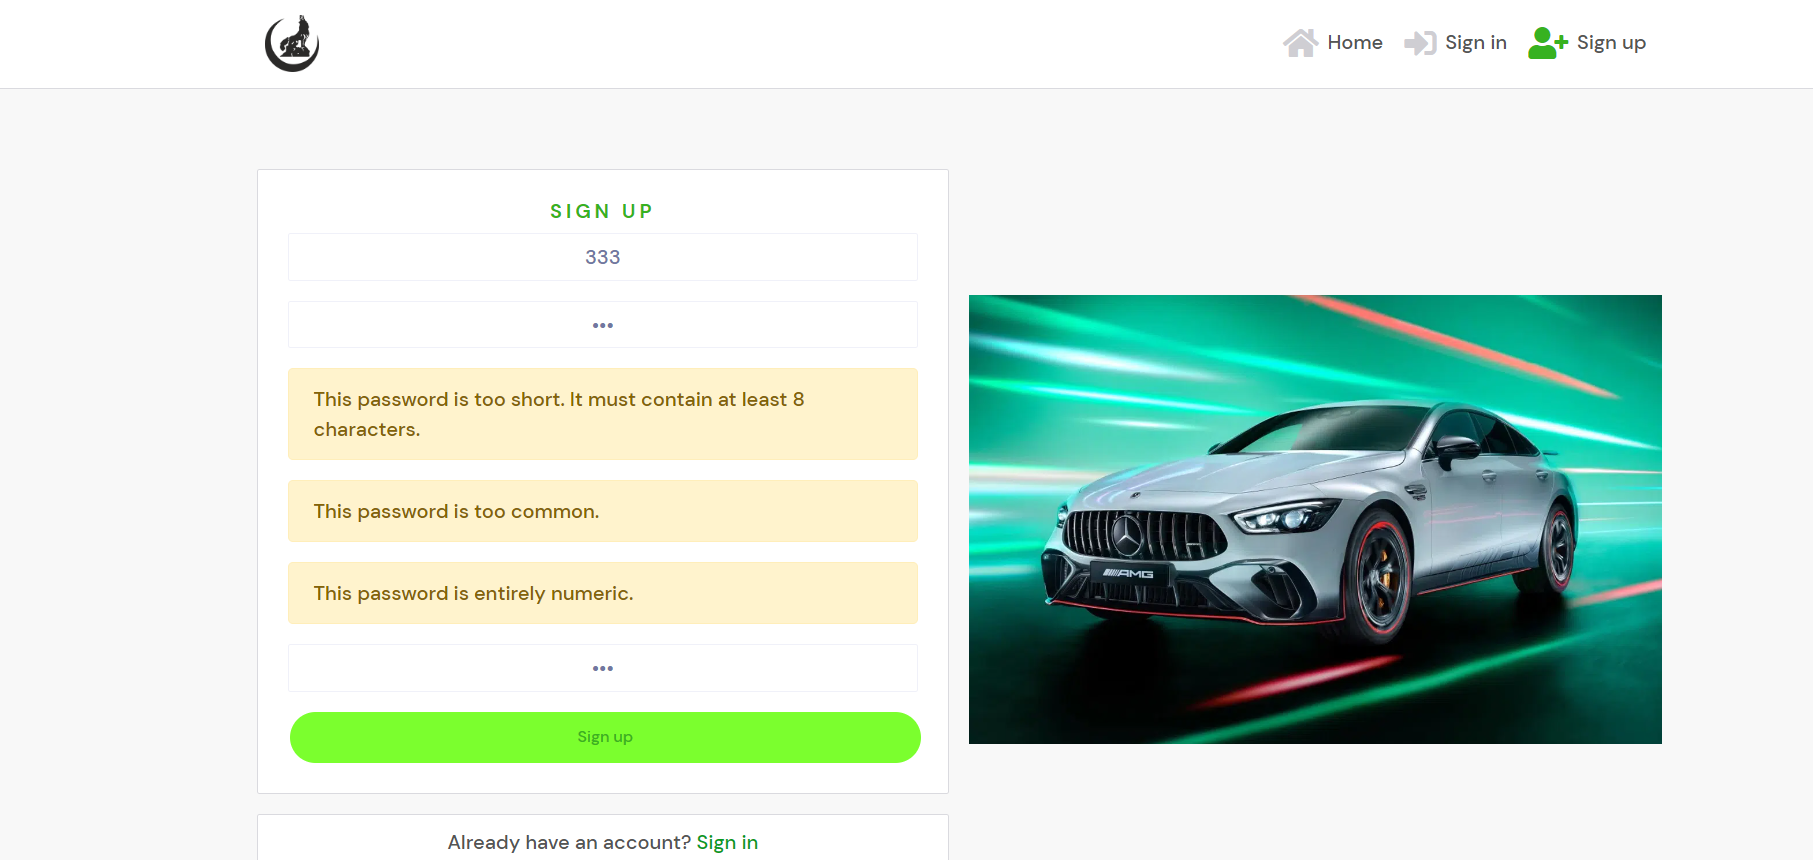 Home
Sign in
Sign up
SIGN UP
333
•••
This password is too short. It must contain at least 8
characters.
This password is too common.
This password is entirely numeric.
•••
Sign up
Already have an account? Sign in
AMG